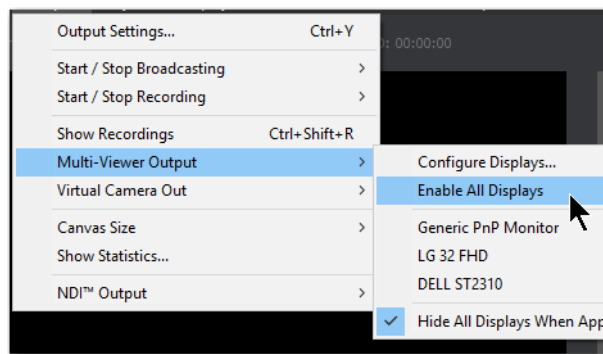 D: 00:00:00
Output Settings... Ctrl+Y
Start / Stop Broadcasting
Start / Stop Recording
Show Recordings Ctrl+Shift+R
Multi-Viewer Output
Virtual Camera Out
Canvas Size
Show Statistics...
NDI™ Output
Configure Displays...
Enable All Displays
Generic PnP Monitor
LG 32 FHD
DELL ST2310
Hide All Displays When App